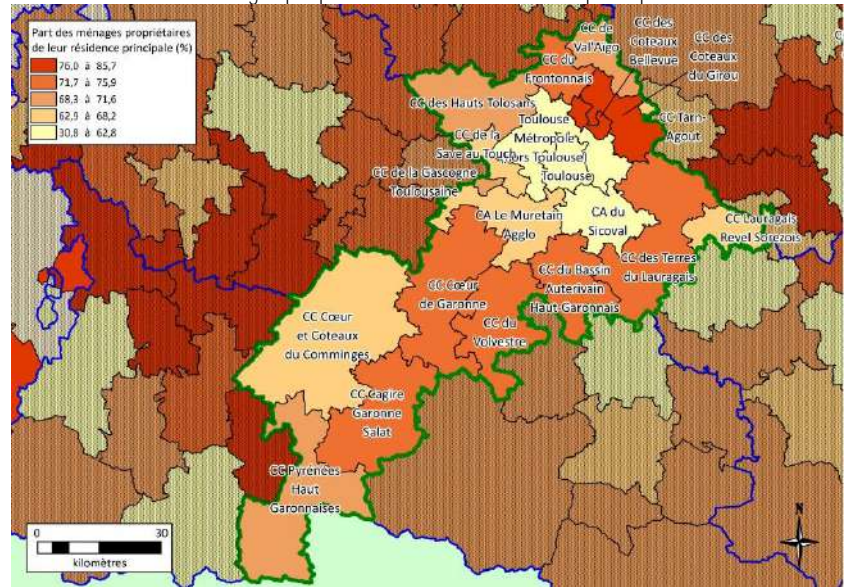 Part des ménages propriétaires
de leur résidence principale (%)
76,0 à 85,7
71,7 à 75,9
68,3 à 71,6
62,9 à 68,2
30,8 à 62,8
CC de
Val'Aïgo
CC des
Coteaux
Bellevue
CC des
Coteaux
du Girou
CC du
Frontonnais
CC des Hauts Tolosans
CC Tarn-
Agout
Toulouse
Métropole
(hors Toulouse)
Toulouse
CC de la
Save au Touch
CC de la Gascogne
Toulousaine
CA Le Muretain
Agglo
CA du
Sicoval
CC Lauragais
Revel Sorezois
CC des Terres
du Lauragais
CC du Bassin
Auterivain
Haut-Garonnais
CC Cœur
de Garonne
CC du
Volvestre
CC Cœur
et Coteaux
du Comminges
CC Cagire
Garonne
Salat
CC Pyrénées
Haut
Garonnaises
N
0 30
kilomètres